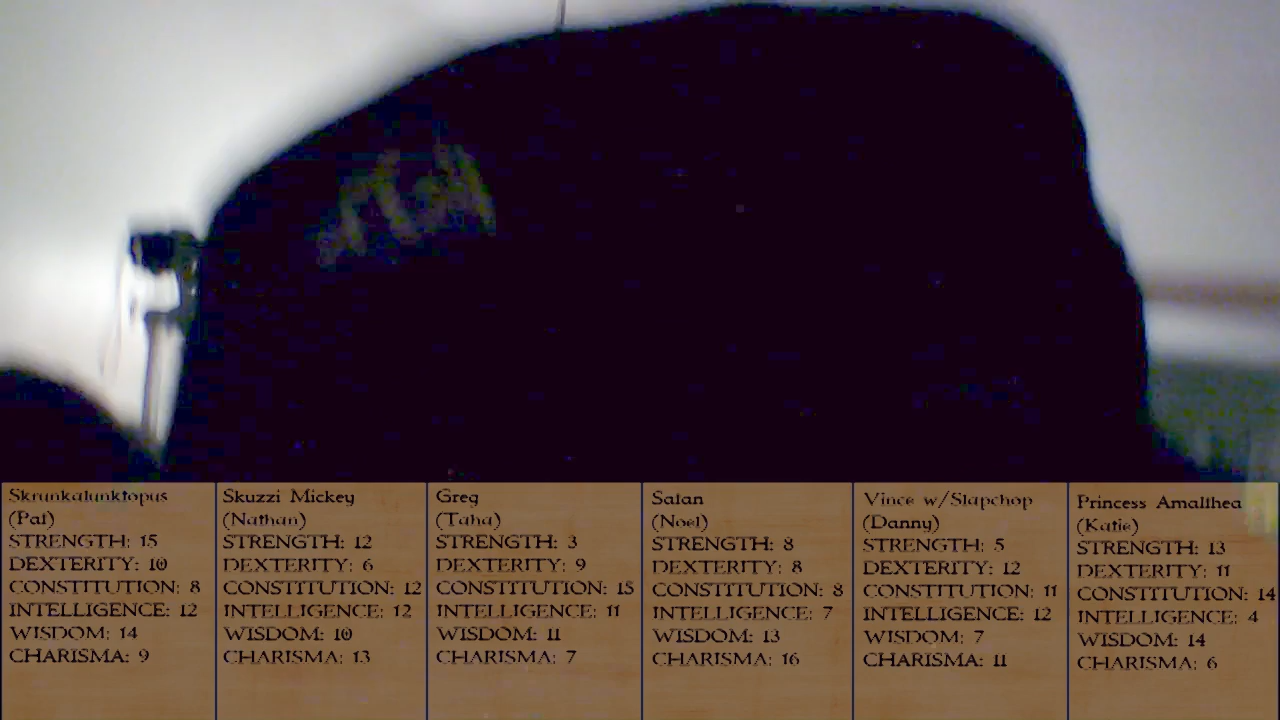 Skrunkalunktopus
(Pat)
STRENGTH: 15
DEXTERITY: 10
CONSTITUTION: 8
INTELLIGENCE: 12
WISDOM: 14
CHARISMA: 9
Skuzzi Mickey
(Nathan)
STRENGTH: 12
DEXTERITY: 6
CONSTITUTION: 12
INTELLIGENCE: 12
WISDOM: 10
CHARISMA: 13
Greg
(Taha)
STRENGTH: 3
DEXTERITY: 9
CONSTITUTION: 15
INTELLIGENCE: 11
WISDOM: 11
CHARISMA: 7
Satan
(Noel)
STRENGTH: 8
DEXTERITY: 8
CONSTITUTION: 8
INTELLIGENCE: 7
WISDOM: 13
CHARISMA: 16
Vince w/Slapchop
(Danny)
STRENGTH: 5
DEXTERITY: 12
CONSTITUTION: 11
INTELLIGENCE: 12
WISDOM: 7
CHARISMA: 11
Princess Amalthea
(Katie)
STRENGTH: 13
DEXTERITY: 11
CONSTITUTION: 14
INTELLIGENCE: 4
WISDOM: 14
CHARISMA: 6